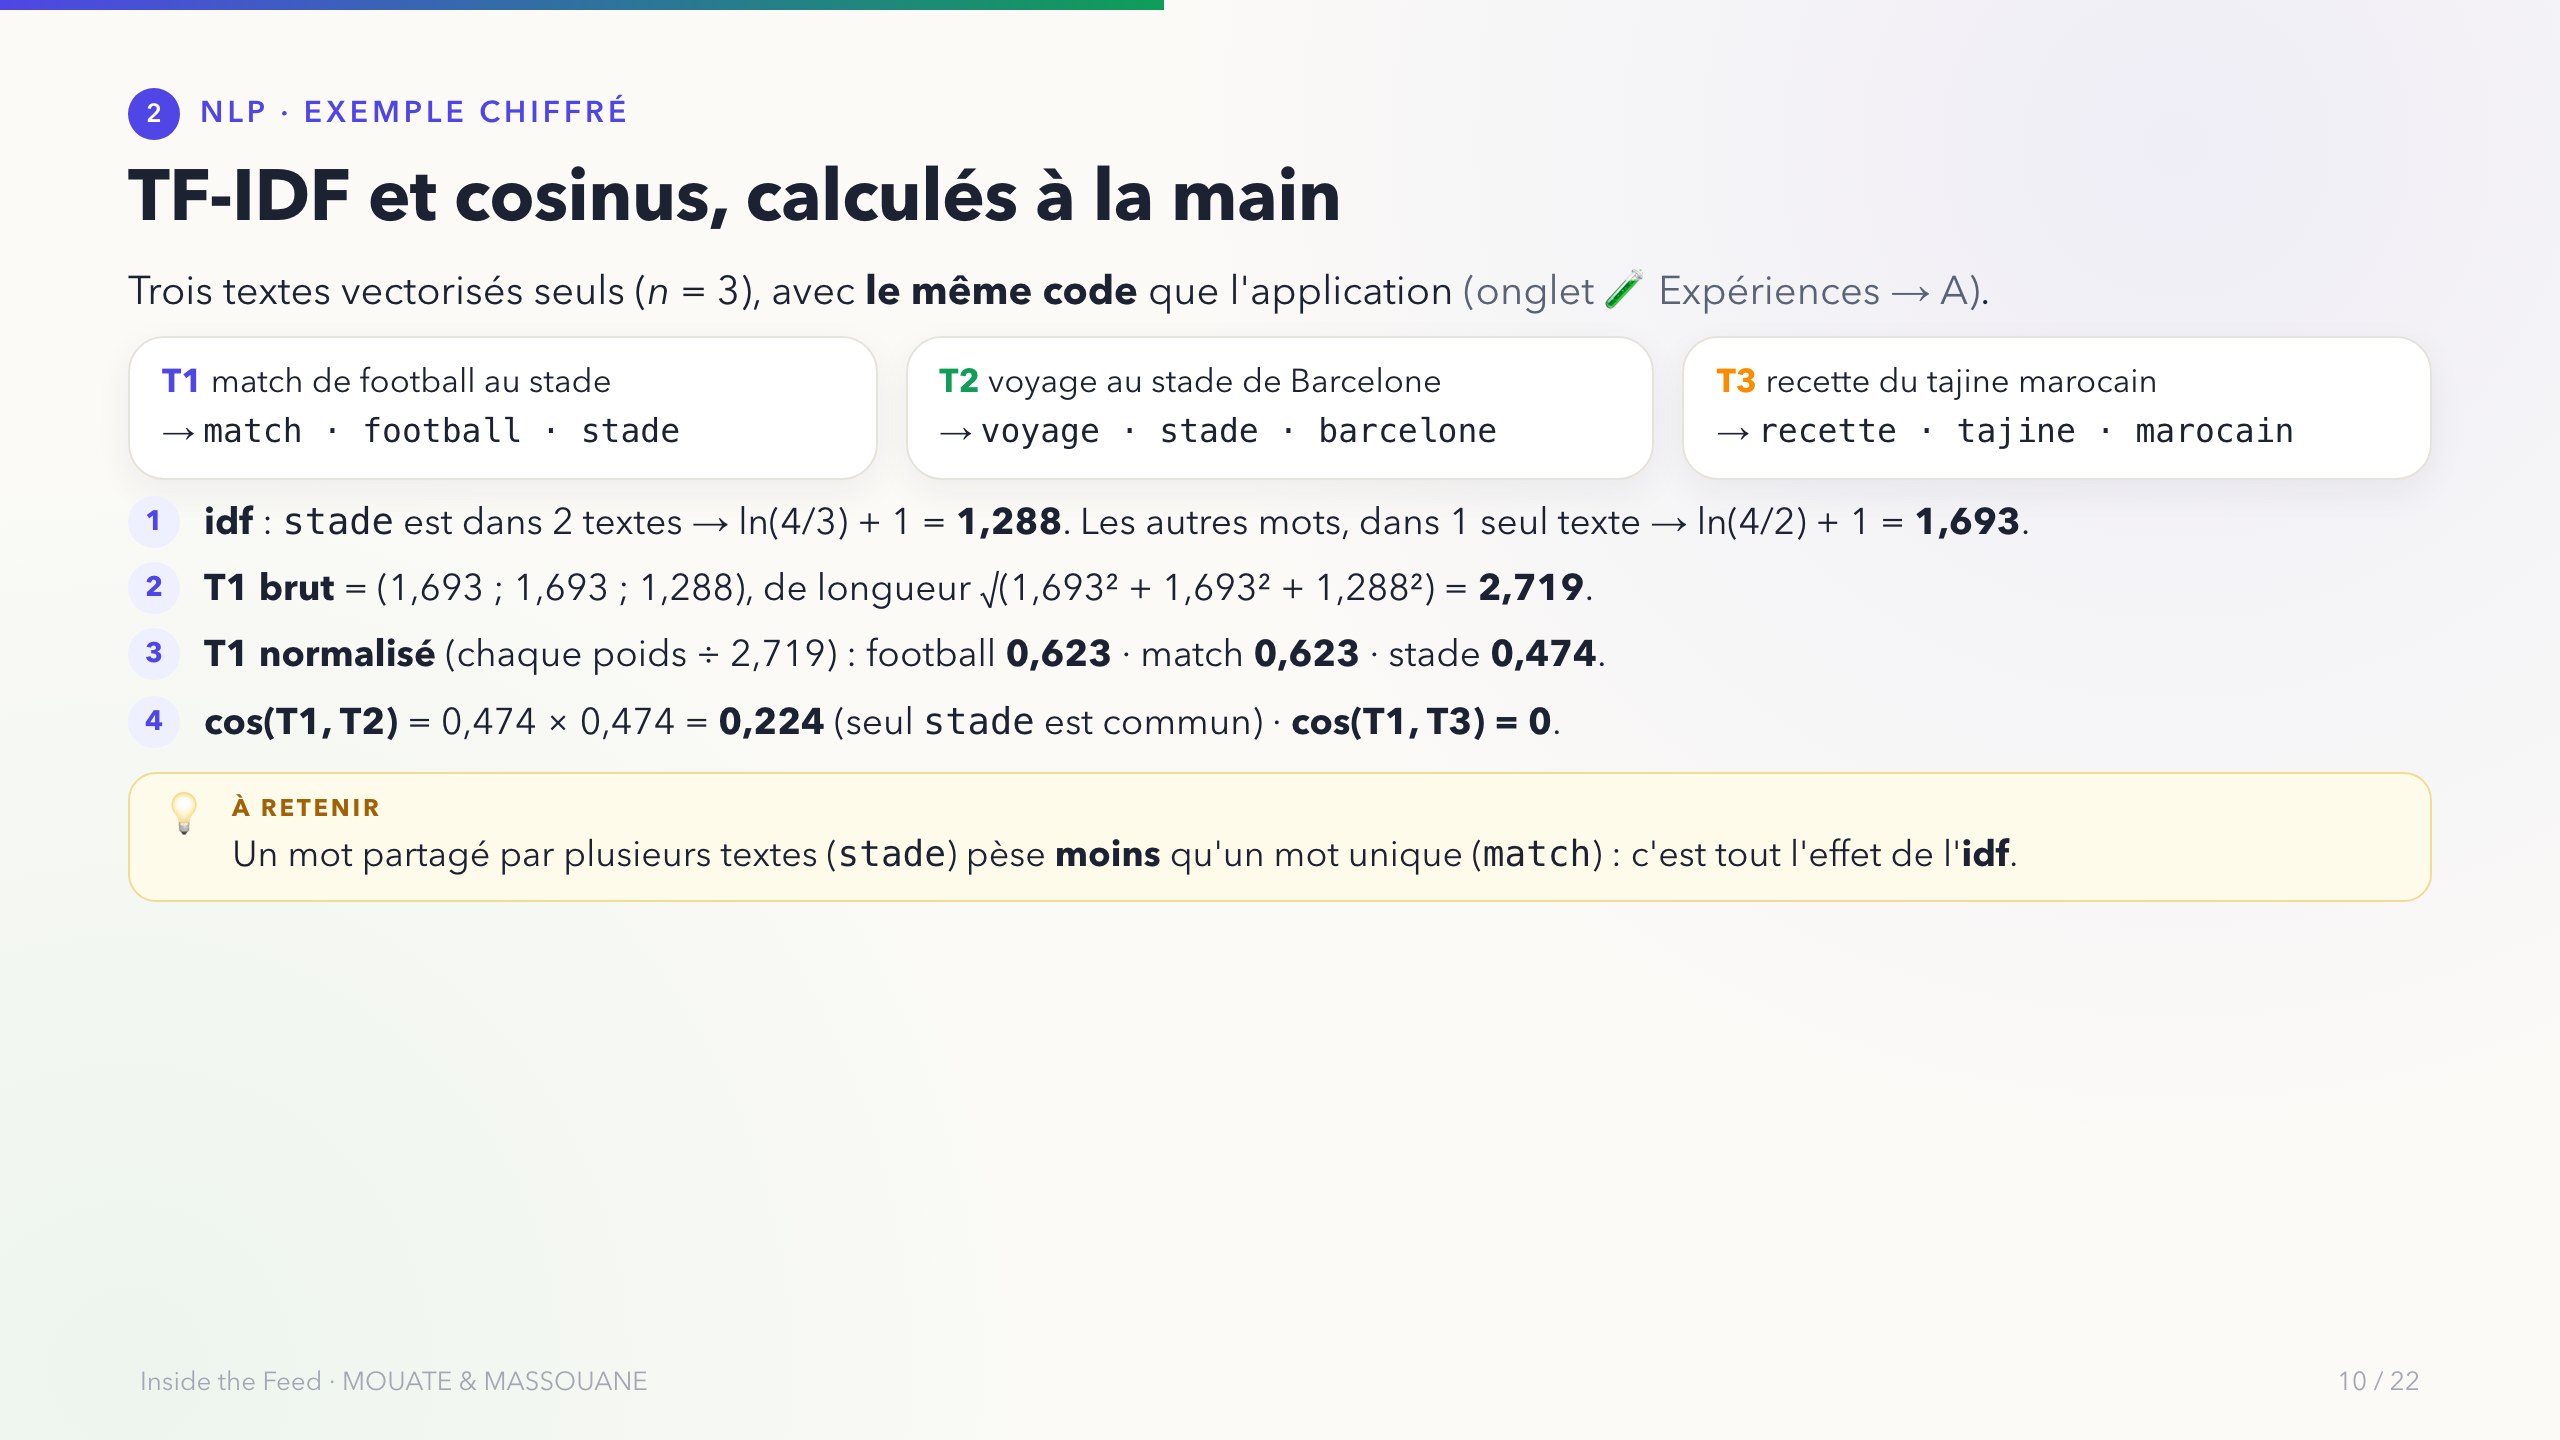 2 NLP · EXEMPLE CHIFFRÉ
TF-IDF et cosinus, calculés à la main
Trois textes vectorisés seuls (n = 3), avec le même code que l'application (onglet 🧪 Expériences → A).
T1 match de football au stade
→ match · football · stade
T2 voyage au stade de Barcelone
→ voyage · stade · barcelone
T3 recette du tajine marocain
→ recette · tajine · marocain
1 idf : stade est dans 2 textes → ln(4/3) + 1 = 1,288. Les autres mots, dans 1 seul texte → ln(4/2) + 1 = 1,693.
2 T1 brut = (1,693 ; 1,693 ; 1,288), de longueur √(1,693² + 1,693² + 1,288²) = 2,719.
3 T1 normalisé (chaque poids ÷ 2,719) : football 0,623 · match 0,623 · stade 0,474.
4 cos(T1, T2) = 0,474 × 0,474 = 0,224 (seul stade est commun) · cos(T1, T3) = 0.
💡 À RETENIR
Un mot partagé par plusieurs textes (stade) pèse moins qu'un mot unique (match) : c'est tout l'effet de l'idf.
Inside the Feed · MOUATE & MASSOUANE
10 / 22